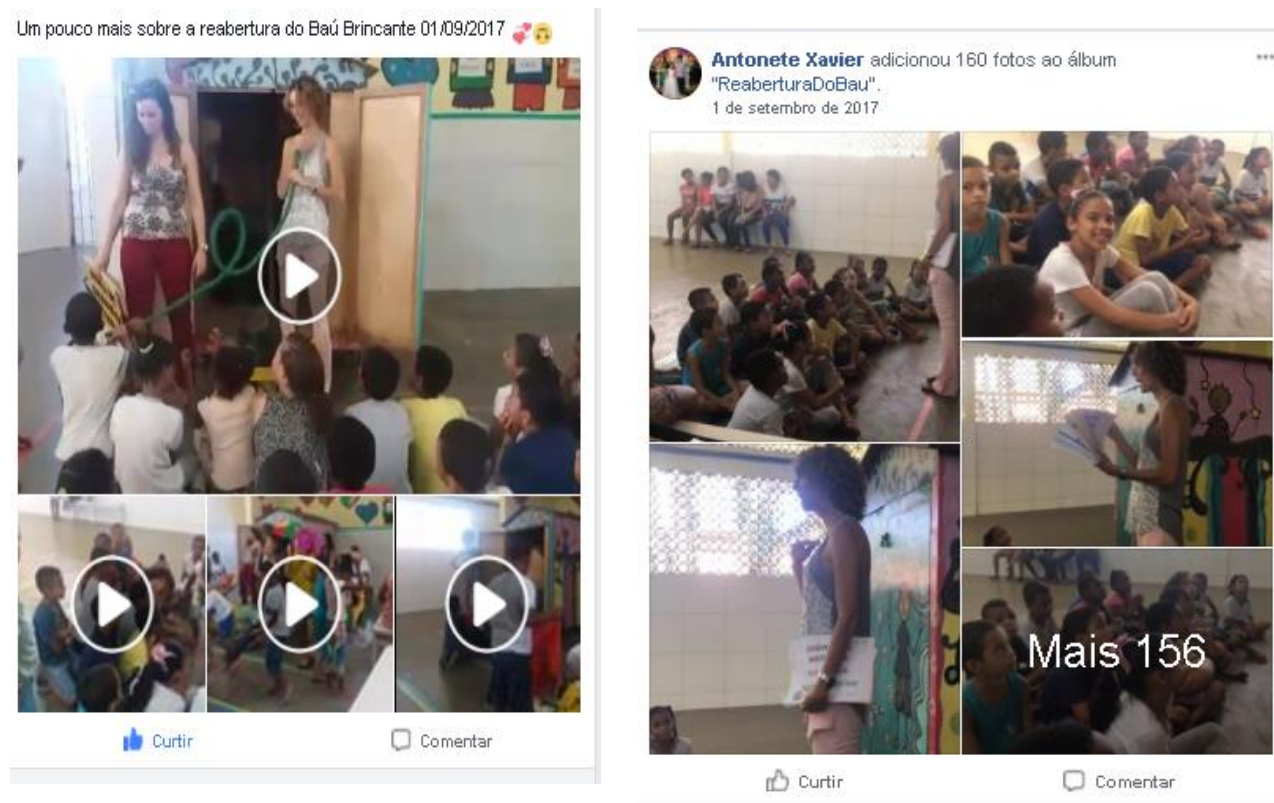 Um pouco mais sobre a reabertura do Baú Brincante 01/09/2017
Curtir
Comentar
Antonete Xavier adicionou 160 fotos ao álbum
"ReaberturaDoBau".
1 de setembro de 2017
Mais 156
Curtir
Comentar